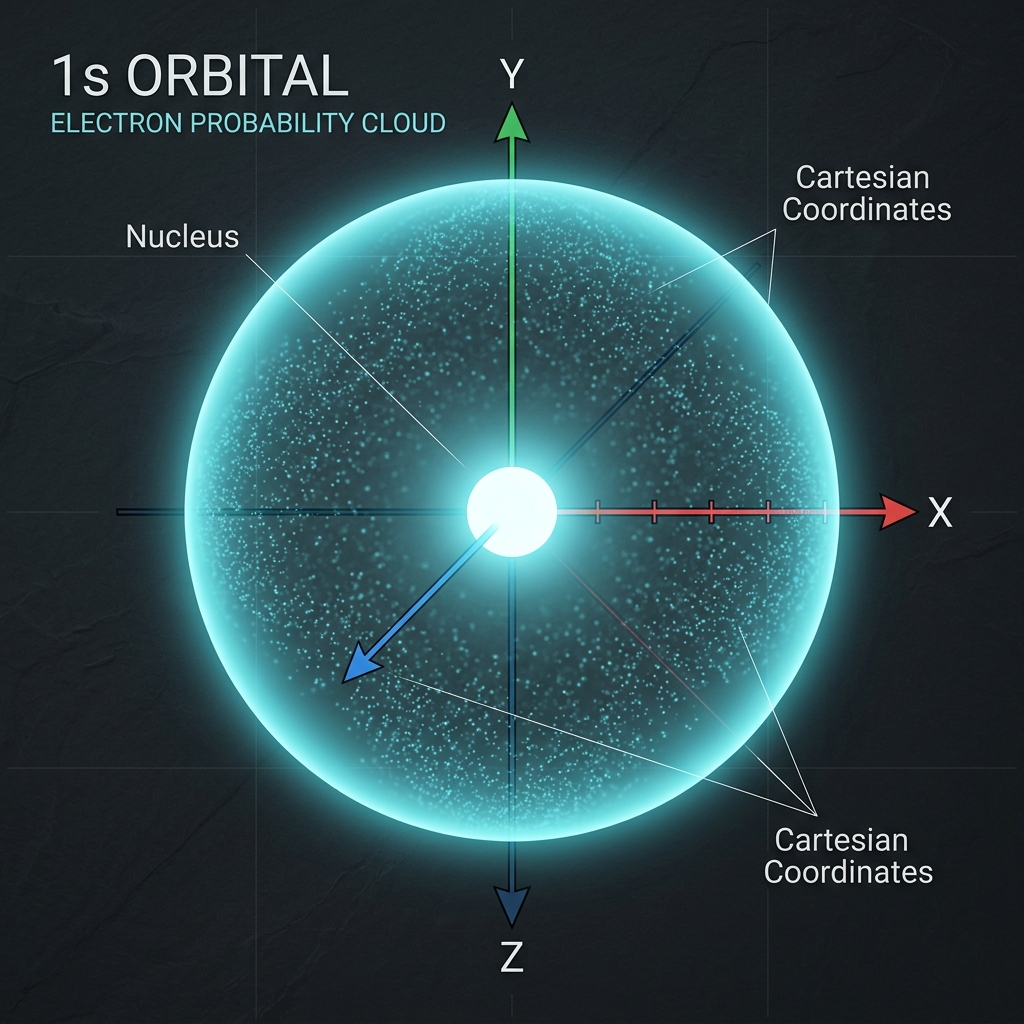 1s ORBITAL
ELECTRON PROBABILITY CLOUD
Y
Cartesian
Coordinates
Nucleus
X
Cartesian
Coordinates
Z